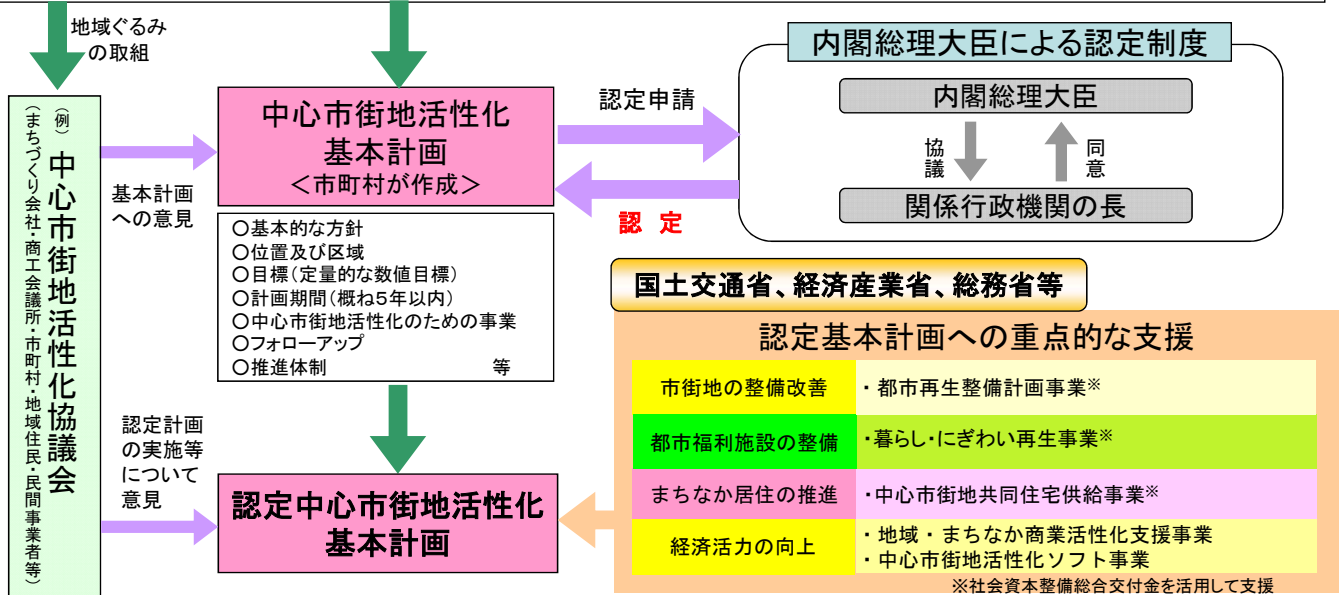 地域ぐるみ
の取組
内閣総理大臣による認定制度
内閣総理大臣
協議
同意
関係行政機関の長
認定申請
認 定
中心市街地活性化
基本計画
＜市町村が作成＞
(例)
中心市街地活性化協議会
(まちづくり会社・商工会議所・市町村・地域住民・民間事業者等)
基本計画
への意見
○基本的な方針
○位置及び区域
○目標(定量的な数値目標)
○計画期間(概ね5年以内)
○中心市街地活性化のための事業
○フォローアップ
○推進体制 等
認定計画
の実施等
について
意見
認定中心市街地活性化
基本計画
国土交通省、経済産業省、総務省等
認定基本計画への重点的な支援
市街地の整備改善
・都市再生整備計画事業※
都市福利施設の整備
・暮らし・にぎわい再生事業※
まちなか居住の推進
・中心市街地共同住宅供給事業※
経済活力の向上
・地域・まちなか商業活性化支援事業
・中心市街地活性化ソフト事業
※社会資本整備総合交付金を活用して支援